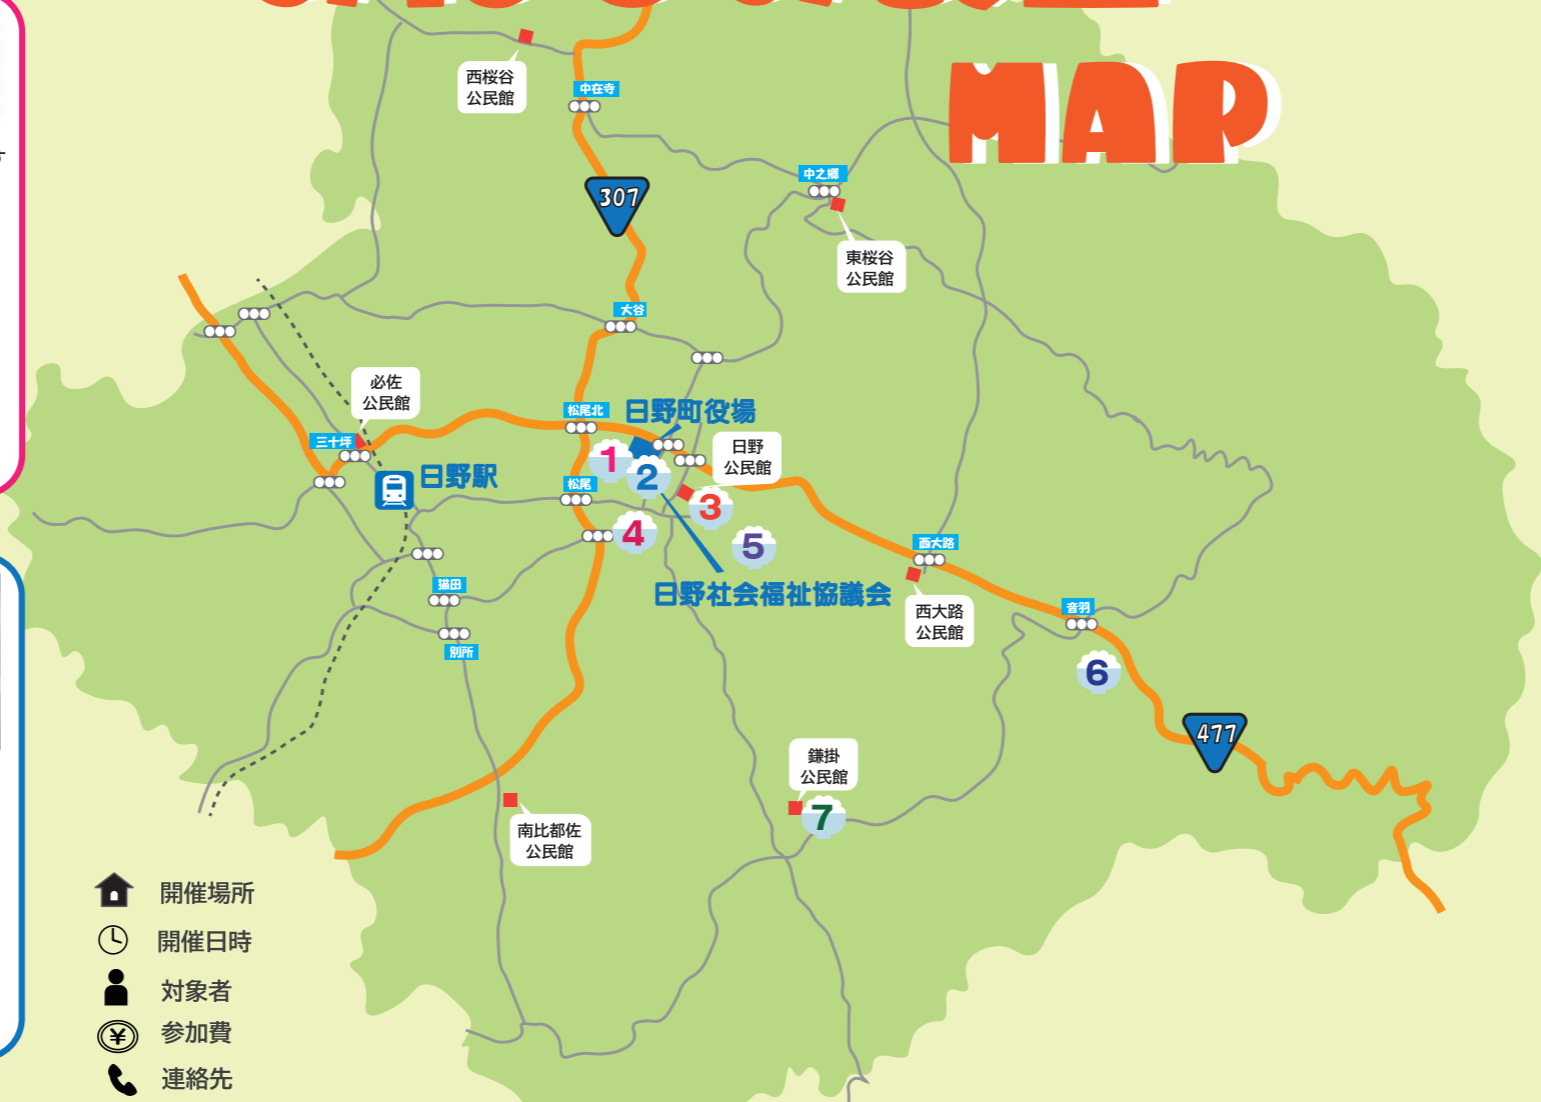 MAP
西桜谷
公民館
中在寺
中之郷
307
東桜谷
公民館
大谷
必佐
公民館
松尾北
日野町役場
三十坪
日野
公民館
1
日野駅
2
松尾
3
4
5
西大路
猫田
日野社会福祉協議会
西大路
公民館
音羽
別所
6
477
鎌掛
公民館
7
南比都佐
公民館
開催場所
開催日時
対象者
¥
参加費
連絡先